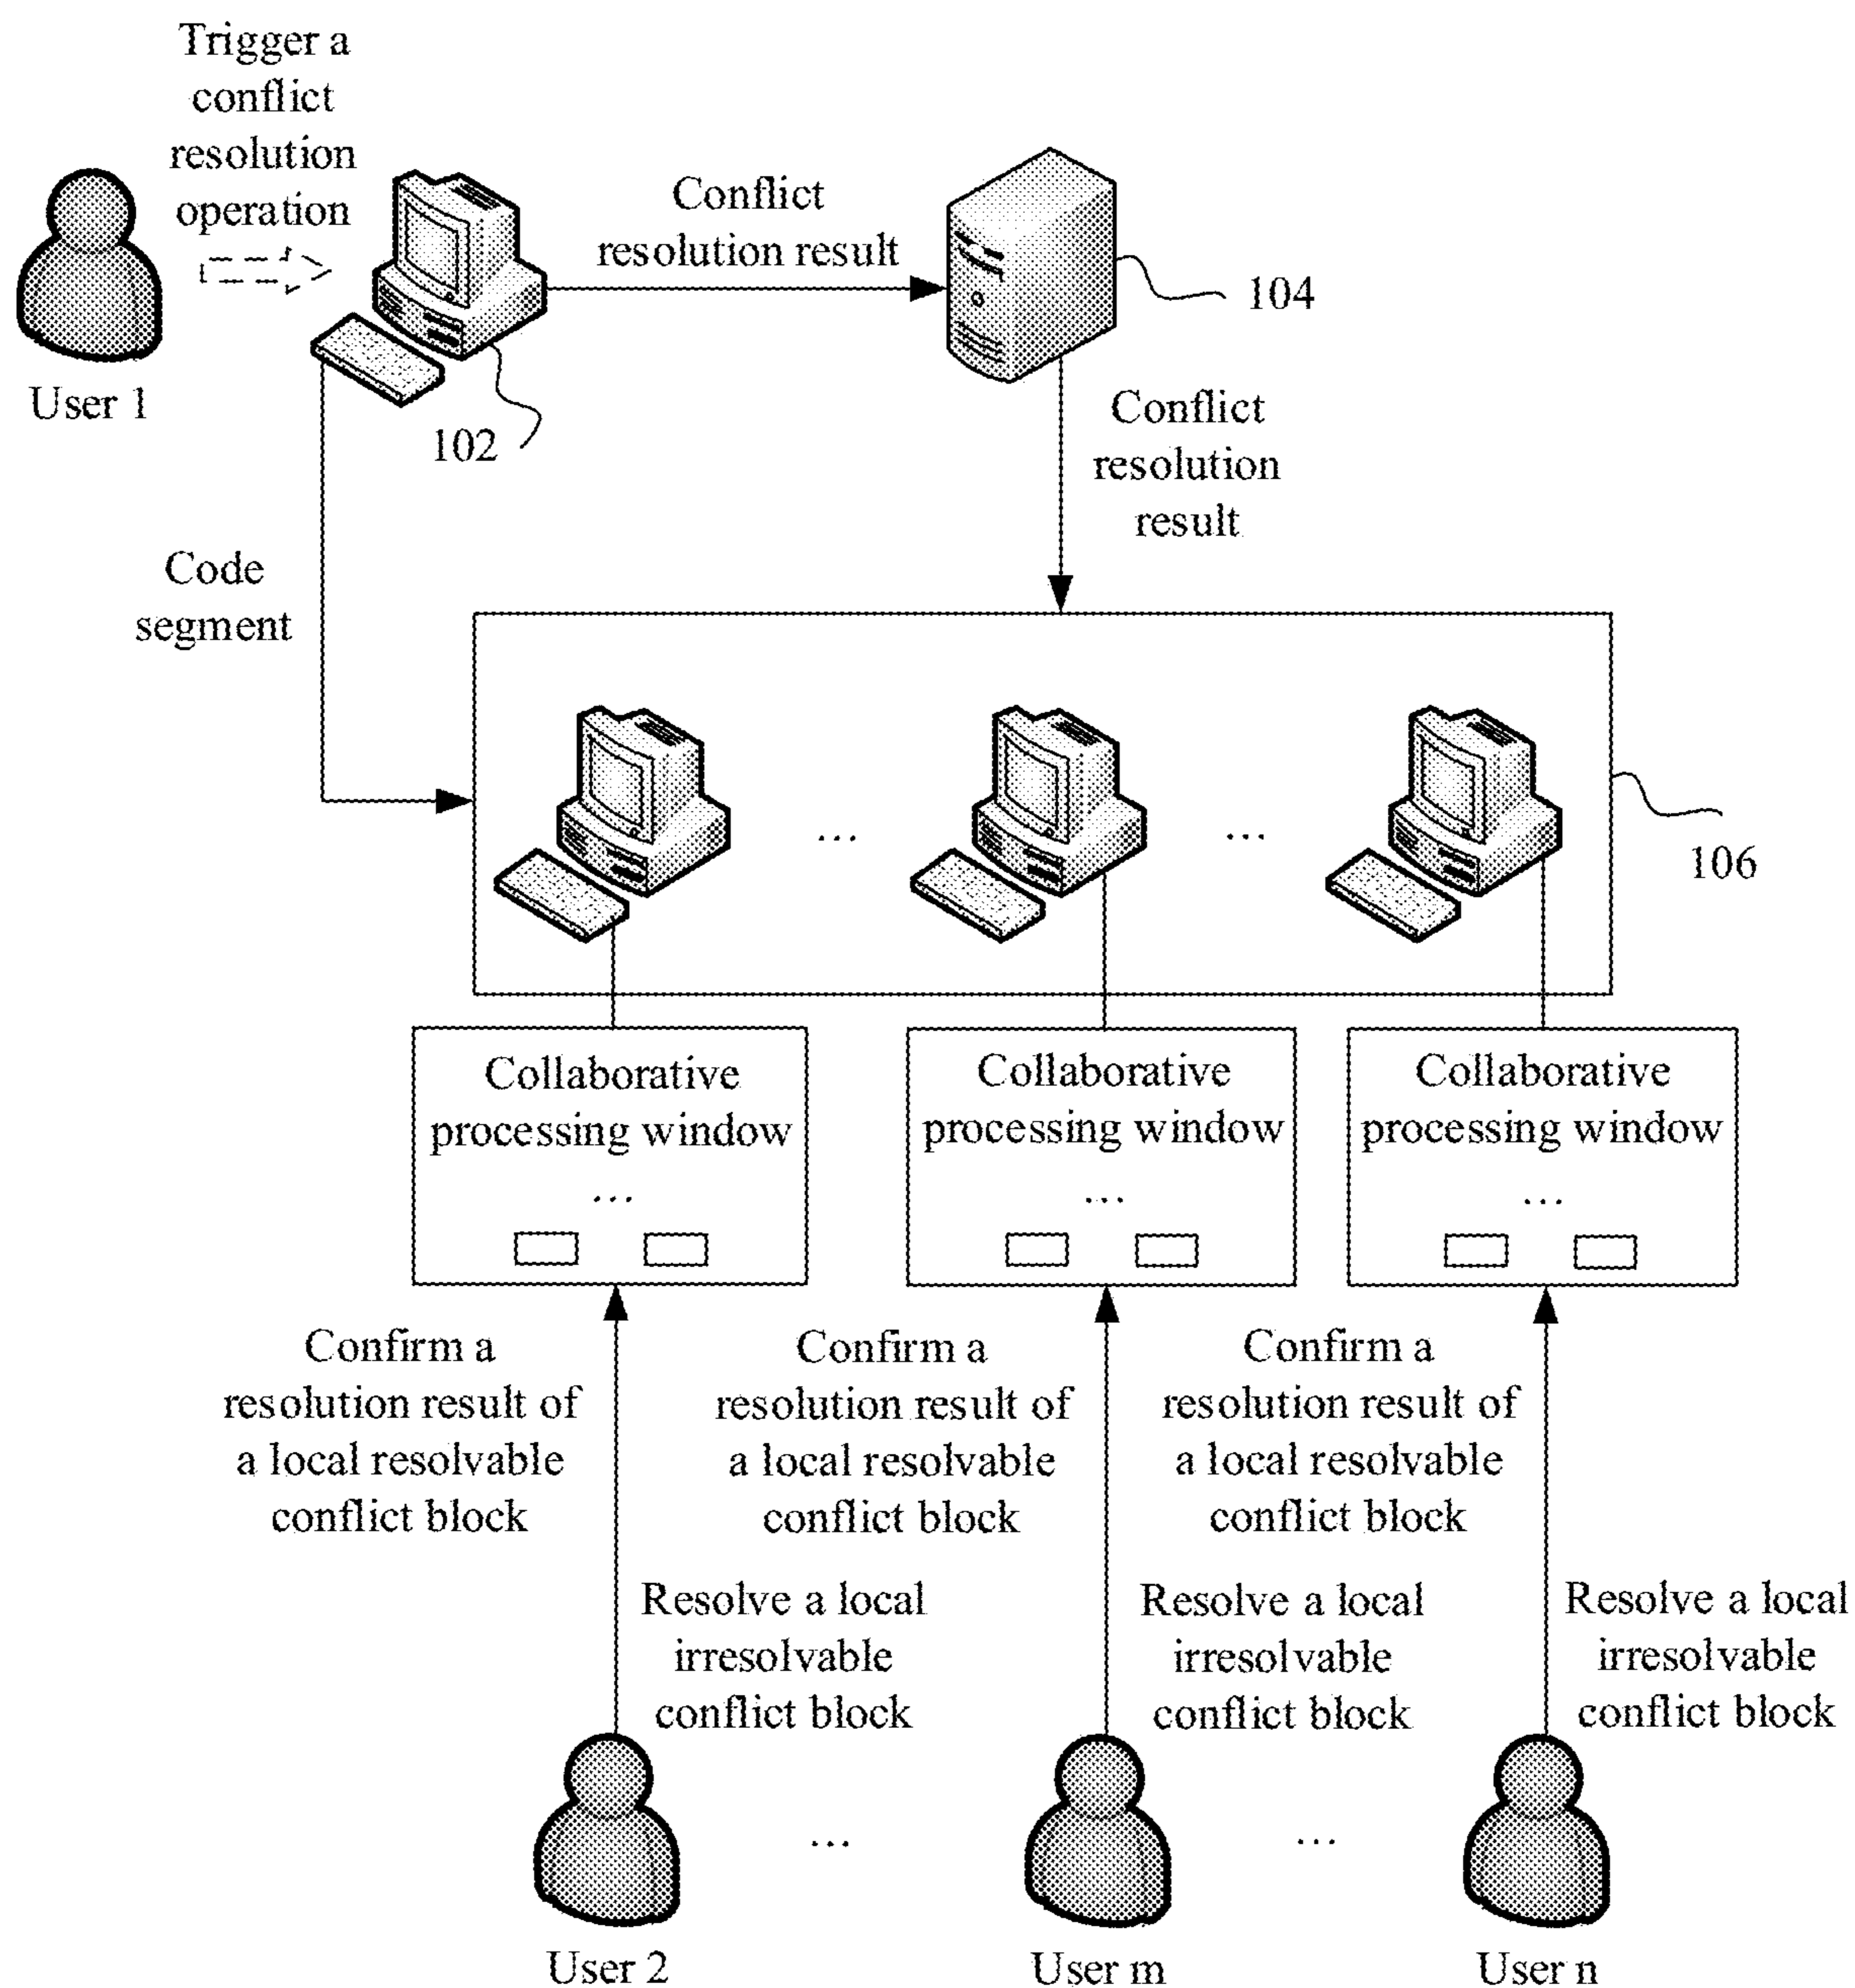 Trigger a
conflict
resolution
operation
User 1
102
Conflict
resolution result
104
Conflict
resolution
result
Code
segment
...
...
106
Collaborative
processing window
...
Collaborative
processing window
...
Collaborative
processing window
...
Confirm a
resolution result of
a local resolvable
conflict block
Confirm a
resolution result of
a local resolvable
conflict block
Confirm a
resolution result of
a local resolvable
conflict block
Resolve a local
irresolvable
conflict block
Resolve a local
irresolvable
conflict block
Resolve a local
irresolvable
conflict block
...
...
User 2
User m
User n